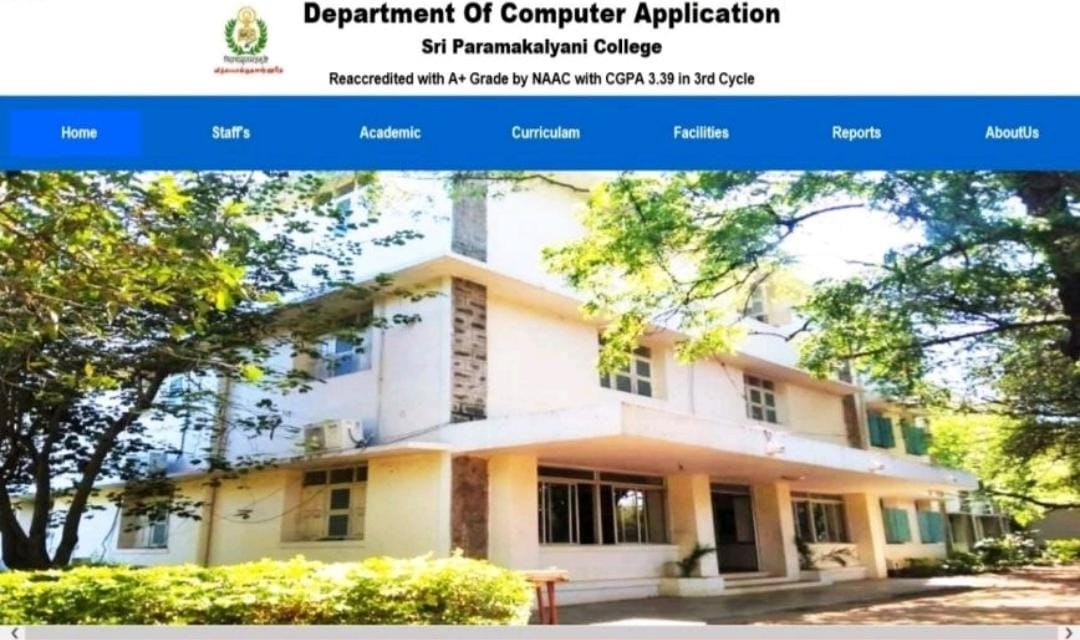 Department Of Computer Application
Sri Paramakalyani College
Reaccredited with A+ Grade by NAAC with CGPA 3.39 in 3rd Cycle
Home Staff's Academic Curriculam Facilities Reports AboutUs